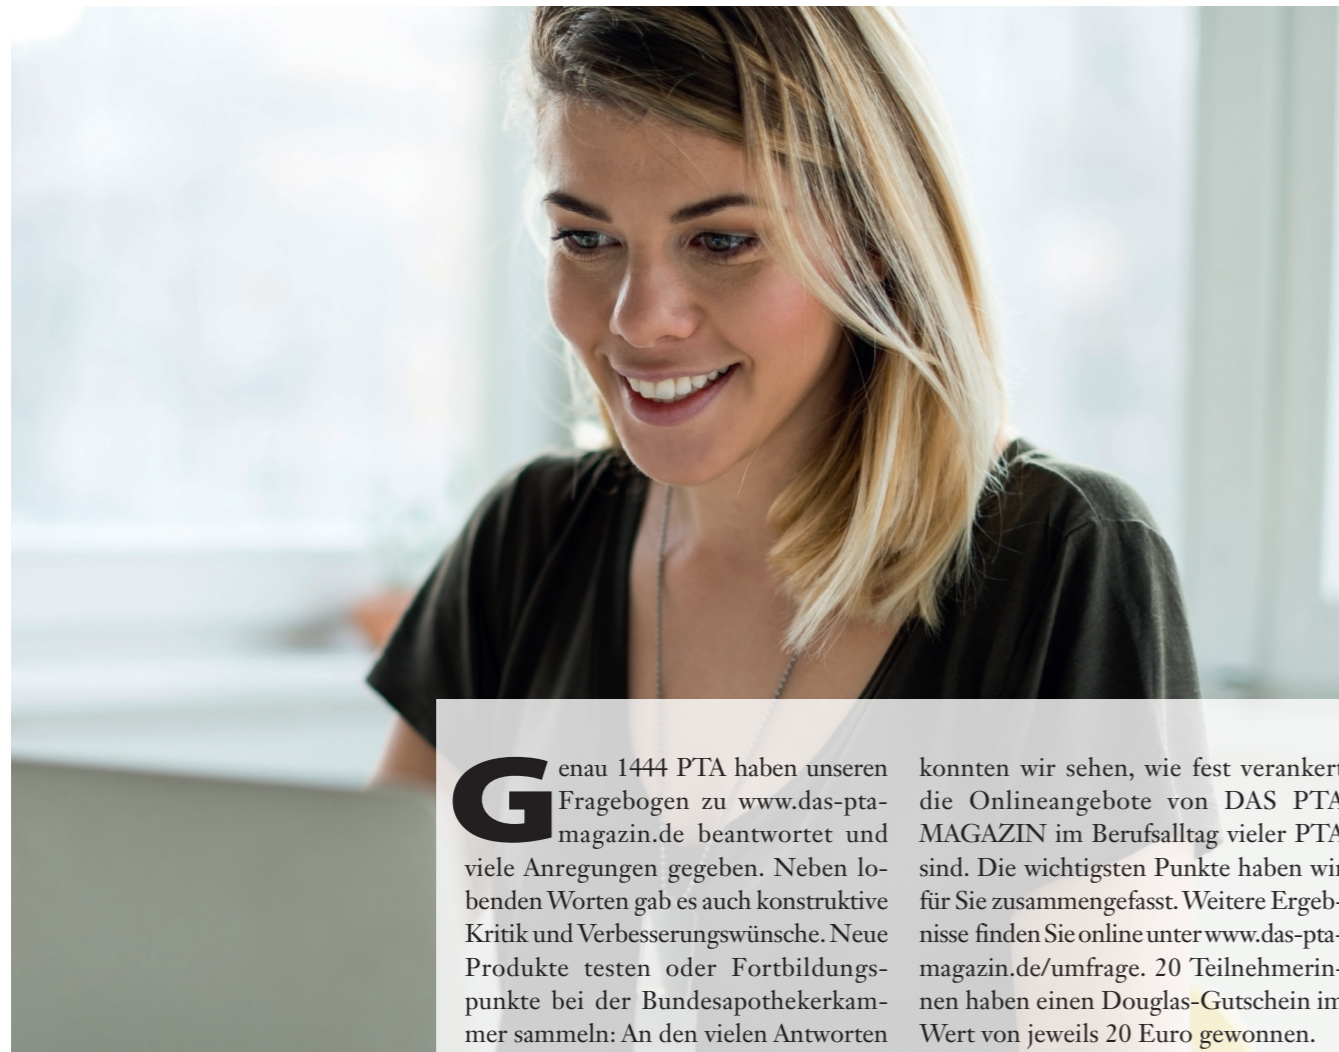 Genau 1444 PTA haben unseren
Fragebogen zu www.das-pta-
magazin.de beantwortet und
viele Anregungen gegeben. Neben lo-
benden Worten gab es auch konstruktive
Kritik und Verbesserungswünsche. Neue
Produkte testen oder Fortbildungs-
punkte bei der Bundesapothekerkam-
mer sammeln: An den vielen Antworten
konnten wir sehen, wie fest verankert
die Onlineangebote von DAS PTA
MAGAZIN im Berufsalltag vieler PTA
sind. Die wichtigsten Punkte haben wir
für Sie zusammengefasst. Weitere Ergeb-
nisse finden Sie online unter www.das-pta-
magazin.de/umfrage. 20 Teilnehmerin-
nen haben einen Douglas-Gutschein im
Wert von jeweils 20 Euro gewonnen.